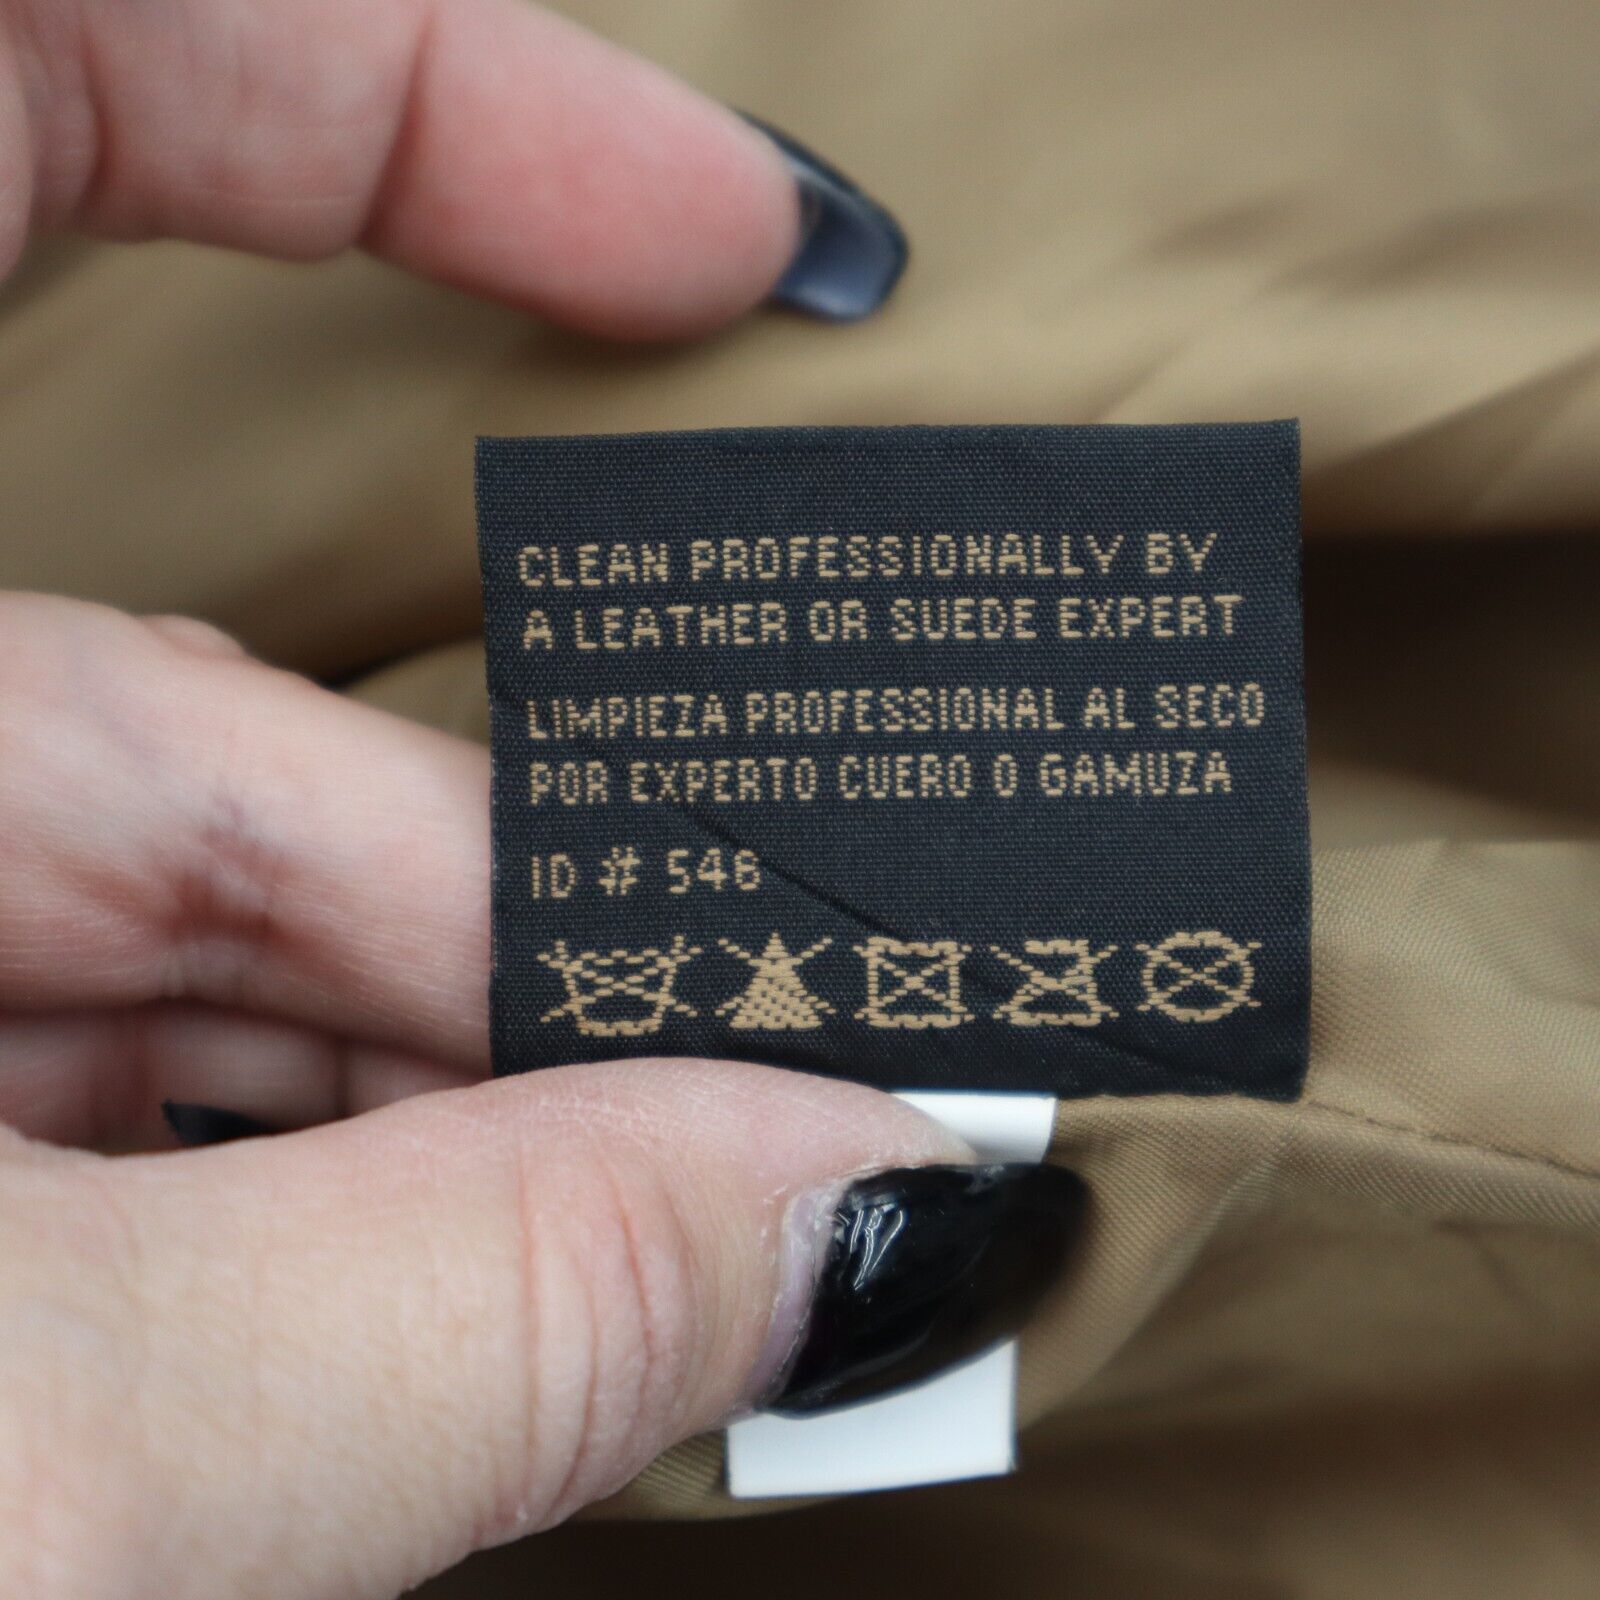 CLEAN PROFESSIONALLY BY
A LEATHER OR SUEDE EXPERT
LIMPIEZA PROFESSIONAL AL SECO
POR EXPERTO CUERO O GAMUZA
ID # 546